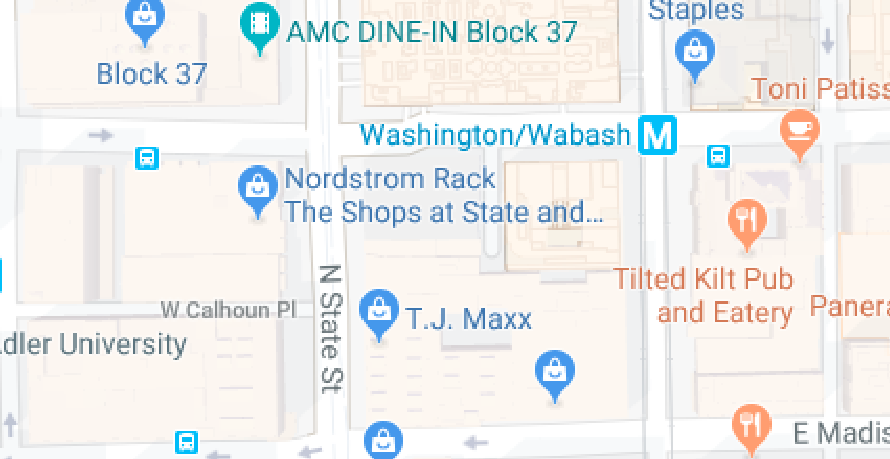 Staples
AMC DINE-IN Block 37
Block 37
Toni Patiss
Washington/Wabash M
Nordstrom Rack
The Shops at State and...
Tilted Kilt Pub
and Eatery
Panera
W Calhoun Pl
N State St
T.J. Maxx
dler University
E Madis